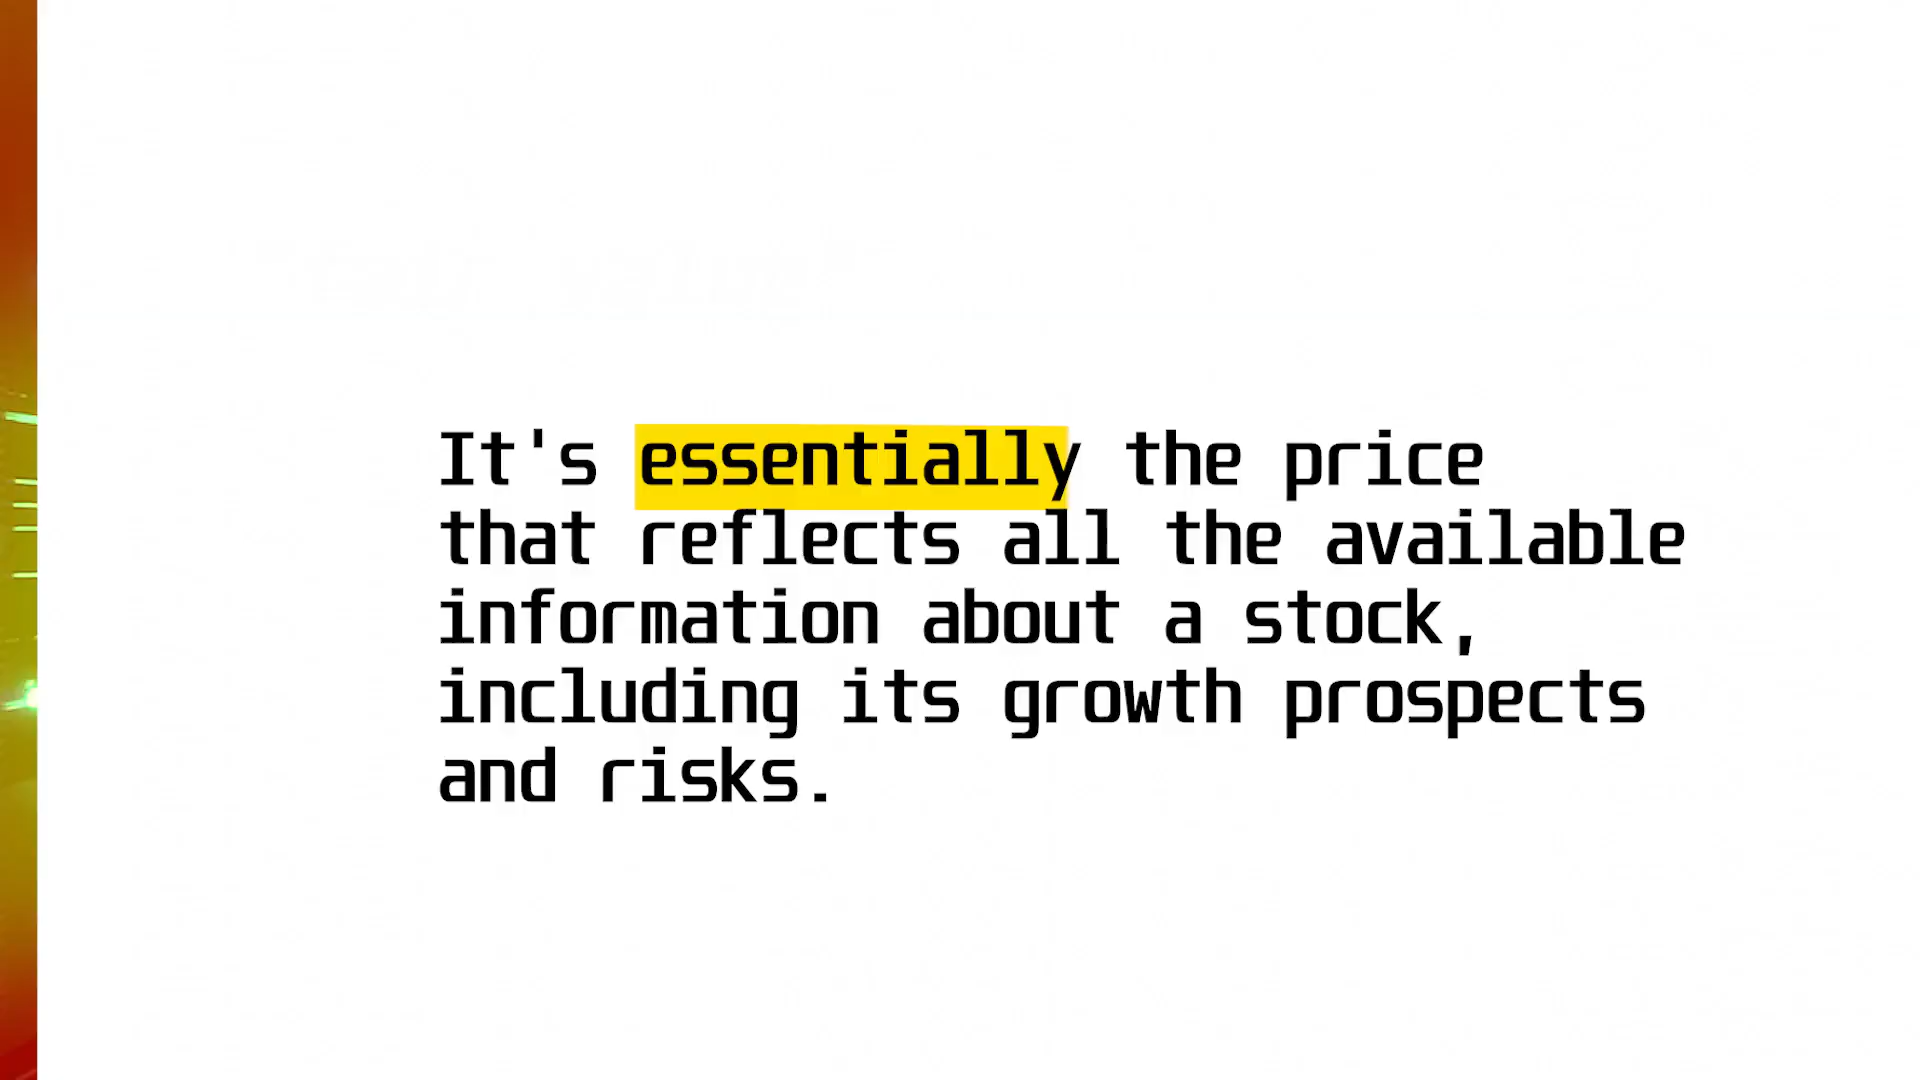 It's essentially the price
that reflects all the available
information about a stock,
including its growth prospects
and risks.